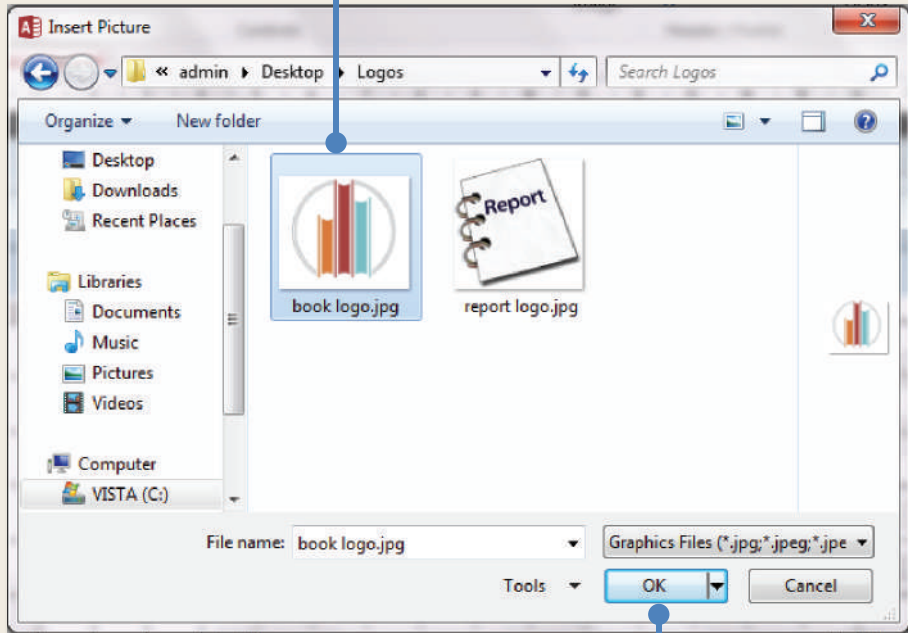 Insert Picture
« admin Desktop Logos
Search Logos
Organize
New folder
Desktop
Downloads
Recent Places
Libraries
Documents
Music
Pictures
Videos
Computer
VISTA (C:)
Report
book logo.jpg
report logo.jpg
File name: book logo.jpg
Graphics Files (*.jpg;*.jpeg;*.jpe
Tools
OK
Cancel